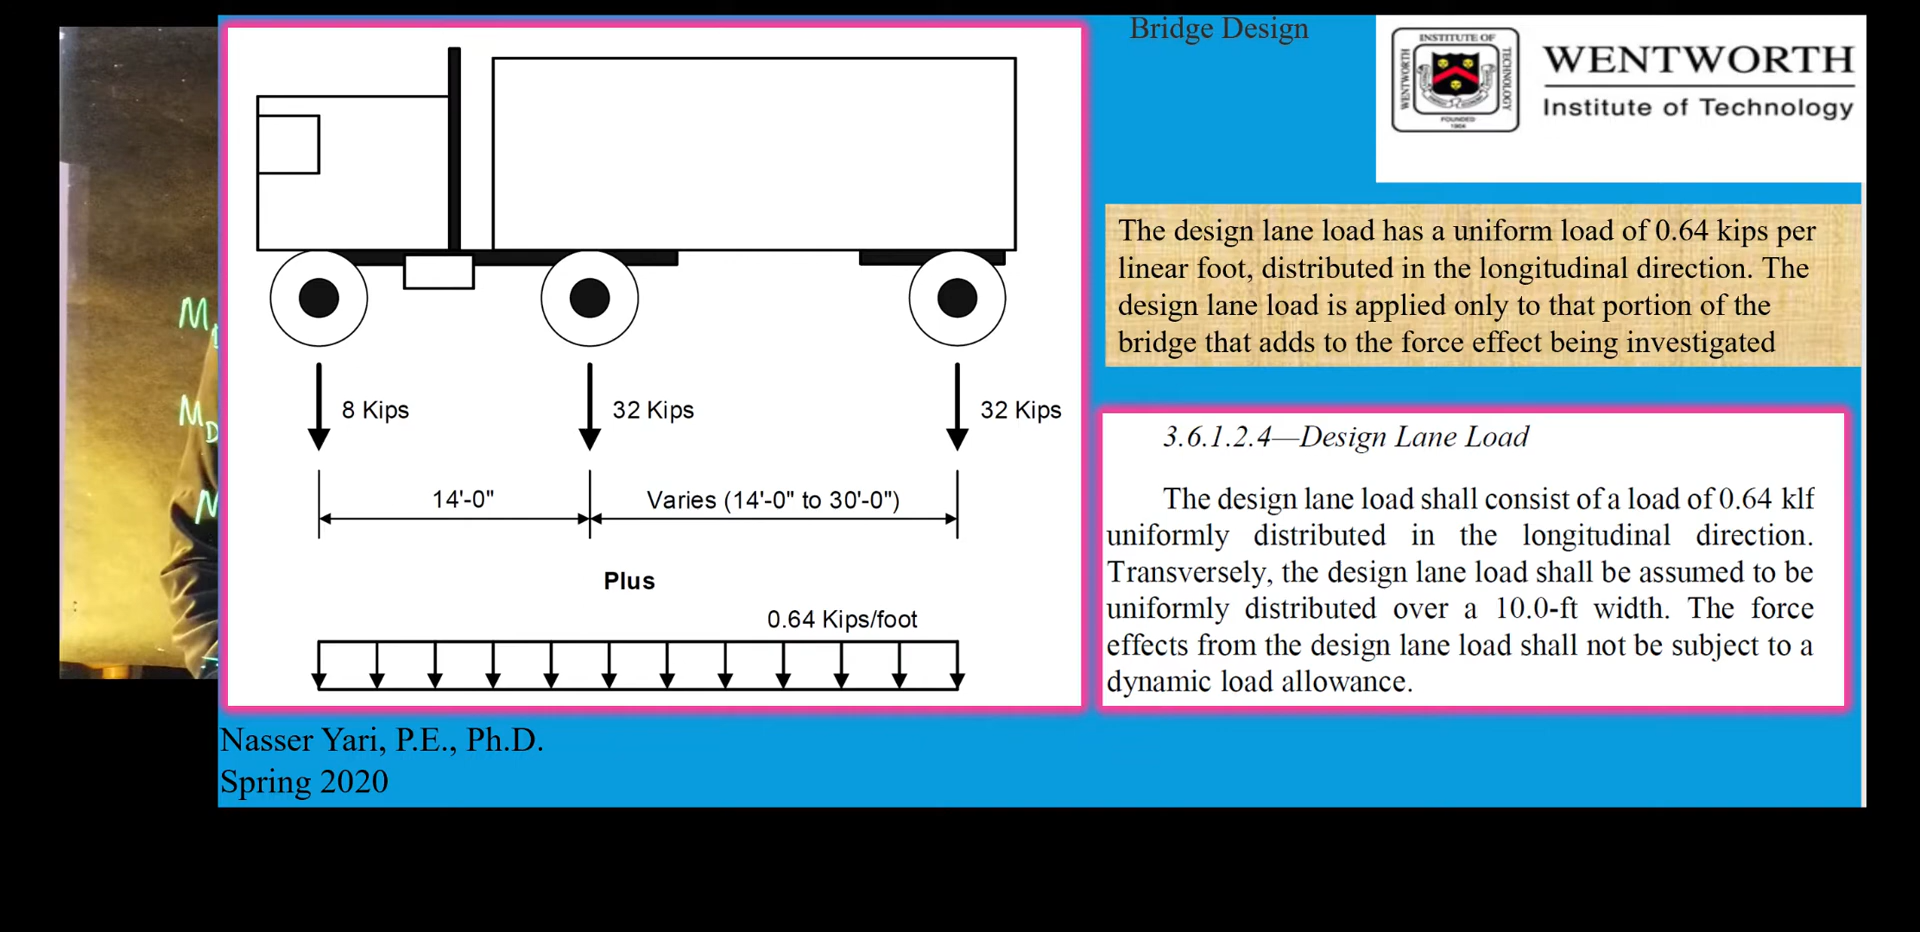 Bridge Design
INSTITUTE OF
WENTWORTH
TECHNOLOGY
FOUNDED
1904
WENTWORTH
Institute of Technology
The design lane load has a uniform load of 0.64 kips per
linear foot, distributed in the longitudinal direction. The
design lane load is applied only to that portion of the
bridge that adds to the force effect being investigated
M
M D
8 Kips
32 Kips
32 Kips
14'-0"
Varies (14'-0" to 30'-0")
Plus
0.64 Kips/foot
3.6.1.2.4—Design Lane Load
The design lane load shall consist of a load of 0.64 klf
uniformly distributed in the longitudinal direction.
Transversely, the design lane load shall be assumed to be
uniformly distributed over a 10.0-ft width. The force
effects from the design lane load shall not be subject to a
dynamic load allowance.
Nasser Yari, P.E., Ph.D.
Spring 2020